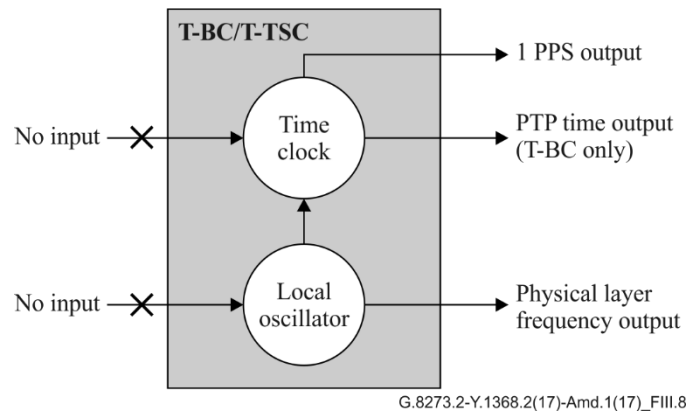 T-BC/T-TSC
1 PPS output
No input
Time
clock
PTP time output
(T-BC only)
No input
Local
oscillator
Physical layer
frequency output
G.8273.2-Y.1368.2(17)-Amd.1(17)_FIII.8